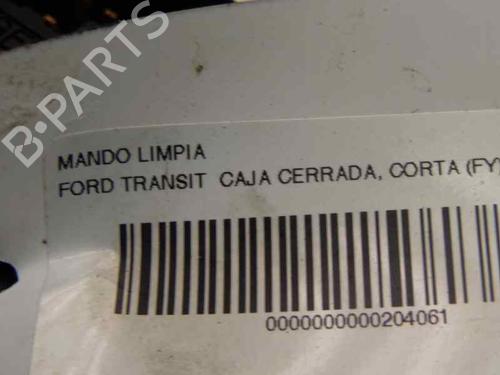 B-PARTS
MANDO LIMPIA
FORD TRANSIT CAJA CERRADA, CORTA (FY)
0000000000204061